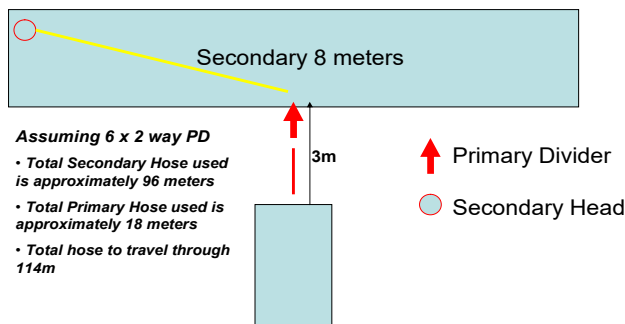 Secondary 8 meters
Assuming 6 x 2 way PD
• Total Secondary Hose used
is approximately 96 meters
• Total Primary Hose used is
approximately 18 meters
• Total hose to travel through
114m
3m
Primary Divider
Secondary Head